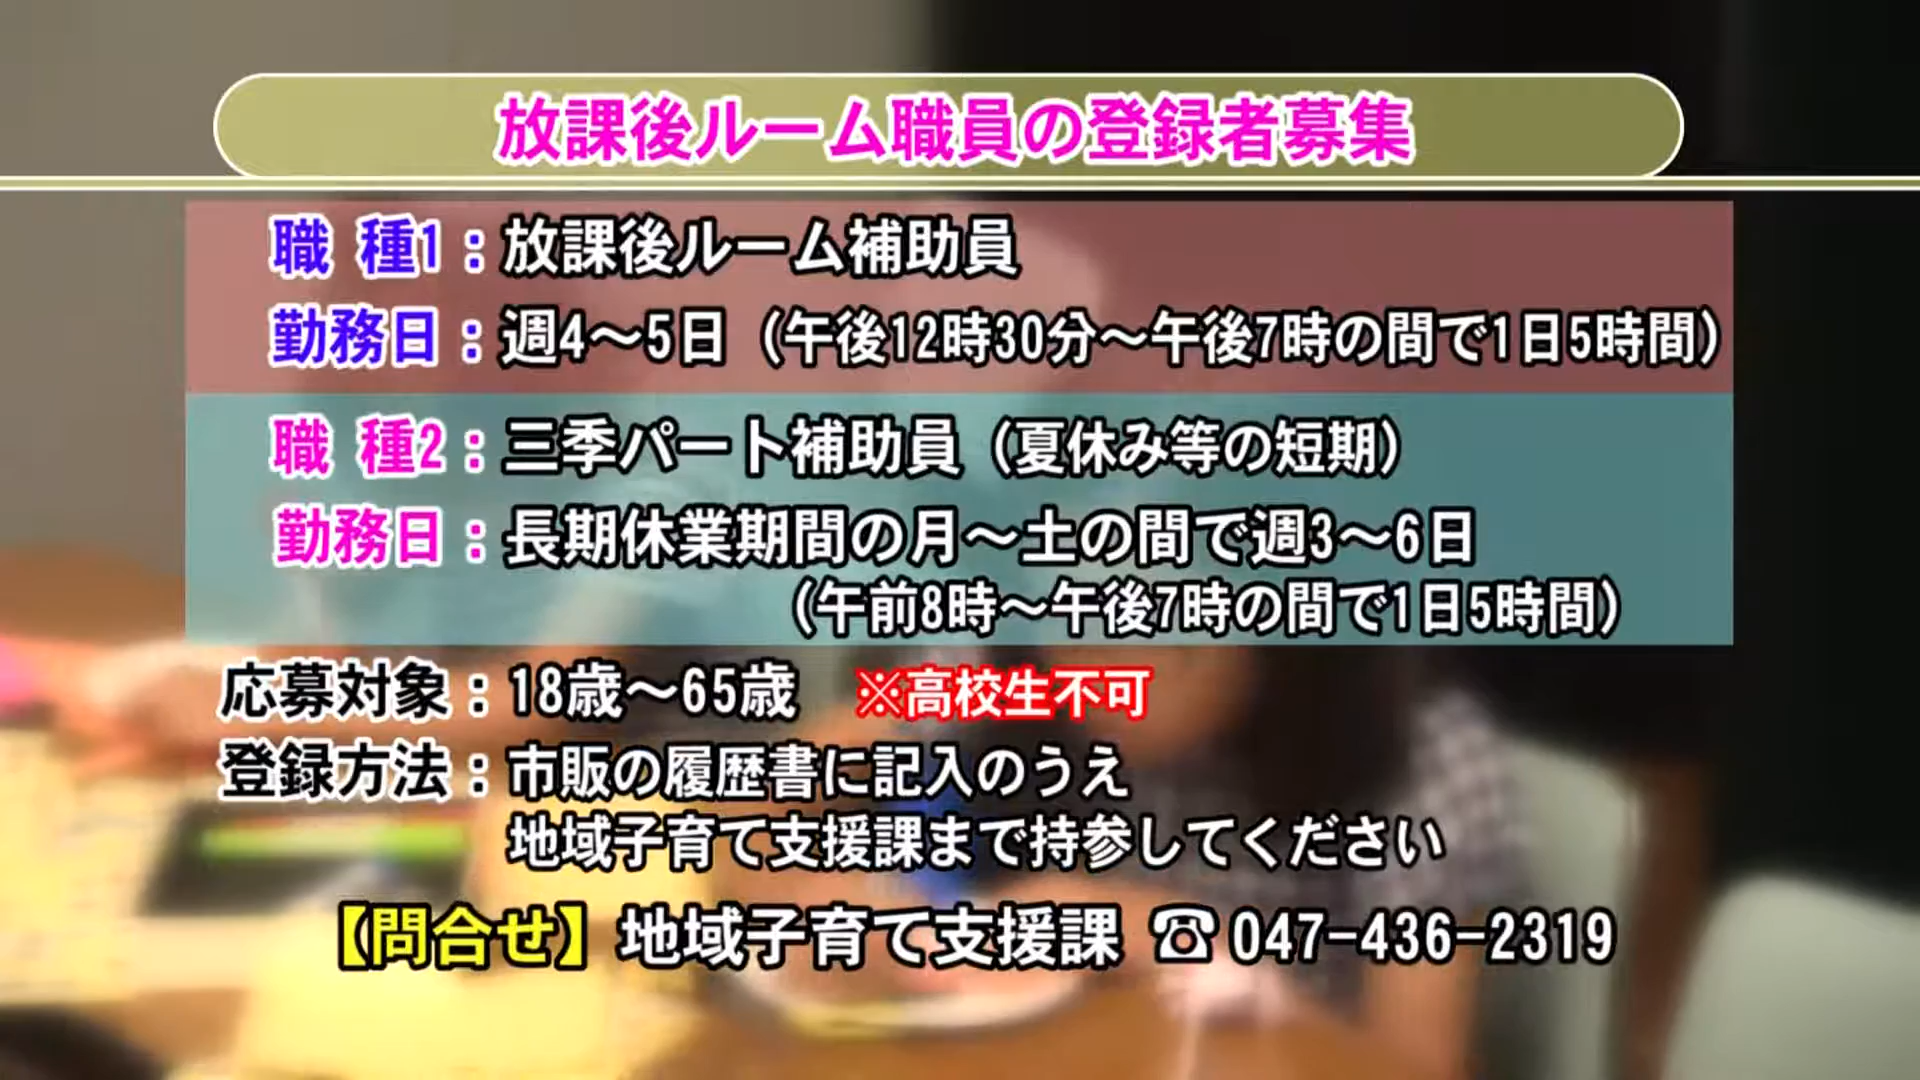 放課後ルーム職員の登録者募集
職 種1：放課後ルーム補助員
勤務日：週4～5日（午後12時30分～午後7時の間で1日5時間）
職 種2：三季パート補助員（夏休み等の短期）
勤務日：長期休業期間の月～土の間で週3～6日
（午前8時～午後7時の間で1日5時間）
応募対象：18歳～65歳 ※高校生不可
登録方法：市販の履歴書に記入のうえ
地域子育て支援課まで持参してください
【問合せ】地域子育て支援課 ☎047-436-2319